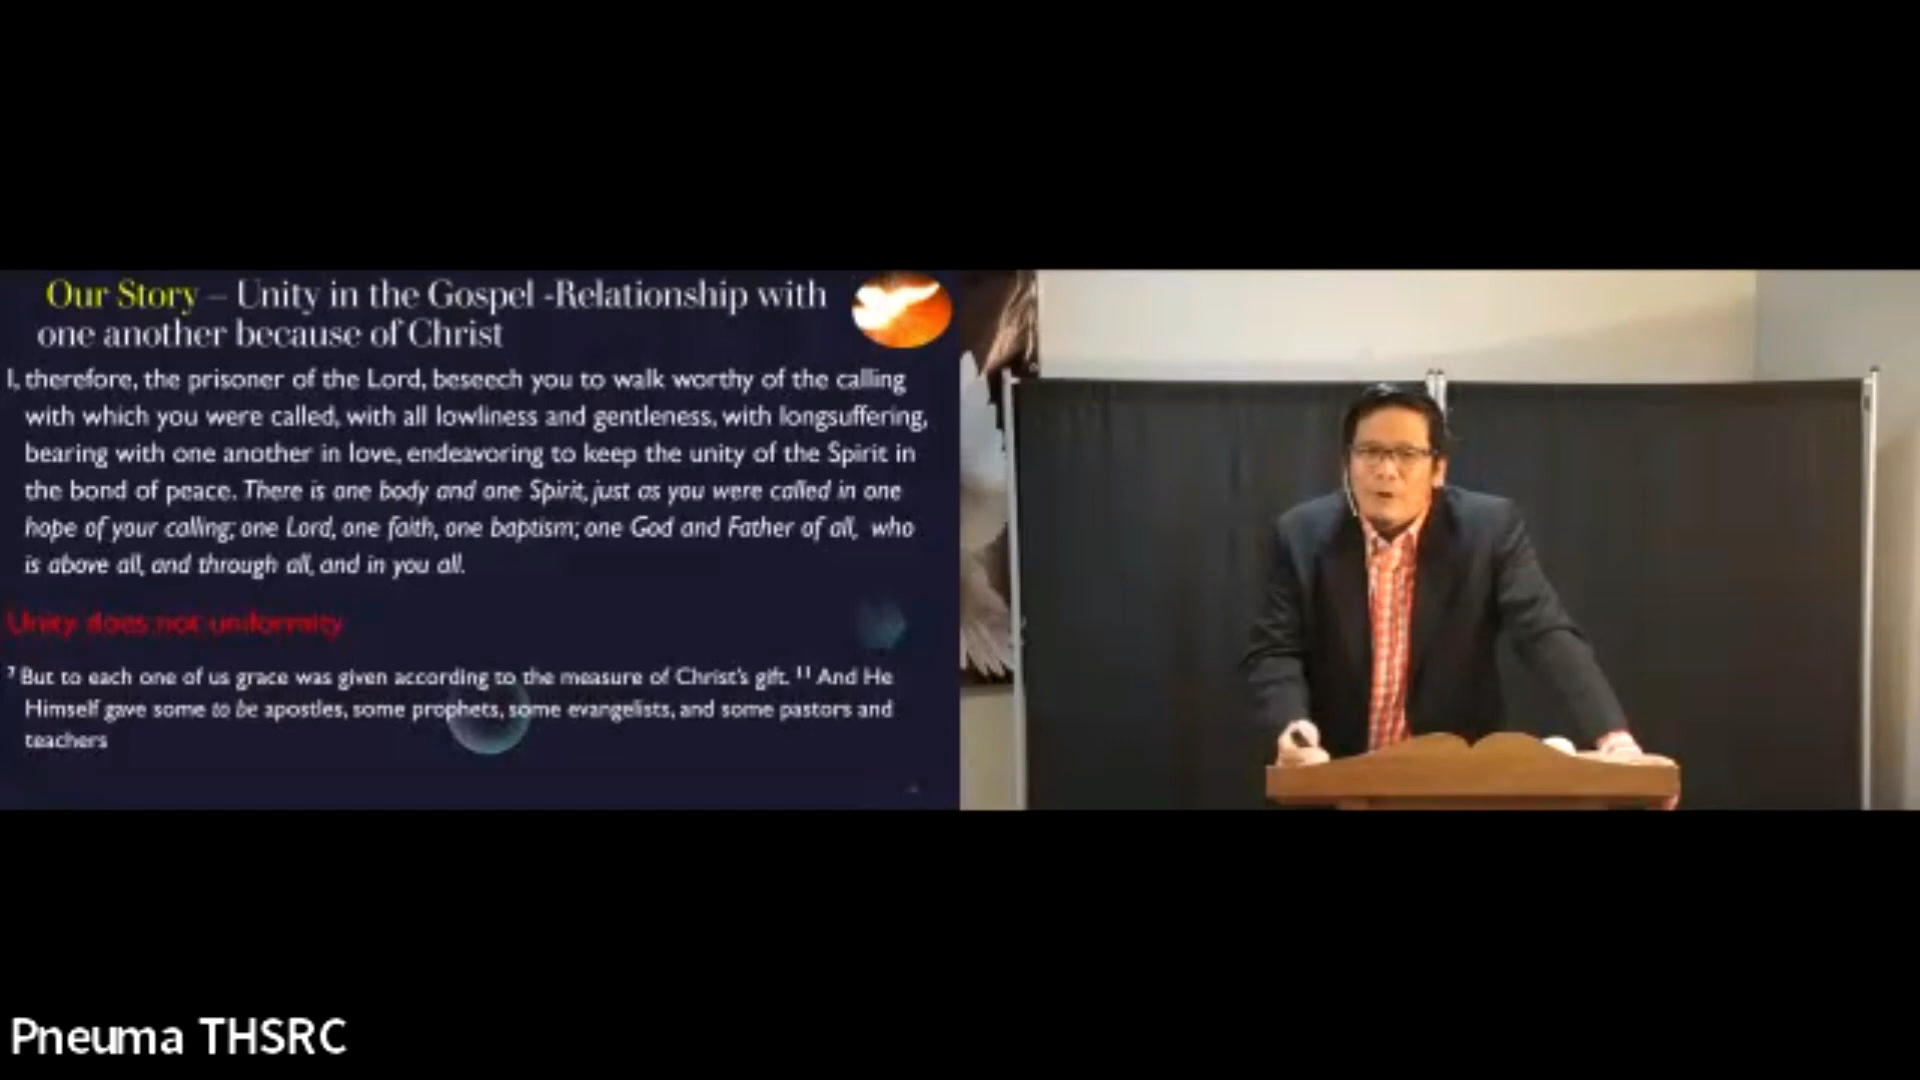 Our Story – Unity in the Gospel -Relationship with
one another because of Christ
I, therefore, the prisoner of the Lord, beseech you to walk worthy of the calling
with which you were called, with all lowliness and gentleness, with longsuffering,
bearing with one another in love, endeavoring to keep the unity of the Spirit in
the bond of peace. There is one body and one Spirit, just as you were called in one
hope of your calling; one Lord, one faith, one baptism; one God and Father of all, who
is above all, and through all, and in you all.
Unity does not uniformity
⁷ But to each one of us grace was given according to the measure of Christ's gift. ¹¹ And He
Himself gave some to be apostles, some prophets, some evangelists, and some pastors and
teachers
Pneuma THSRC